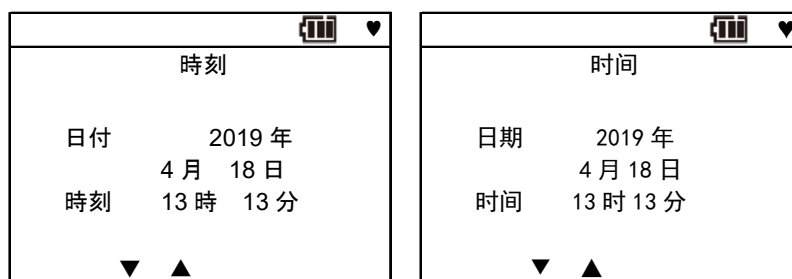 時刻
日付 2019 年
4 月 18 日
時刻 13 時 13 分
时间
日期 2019 年
4 月 18 日
时间 13 时 13 分